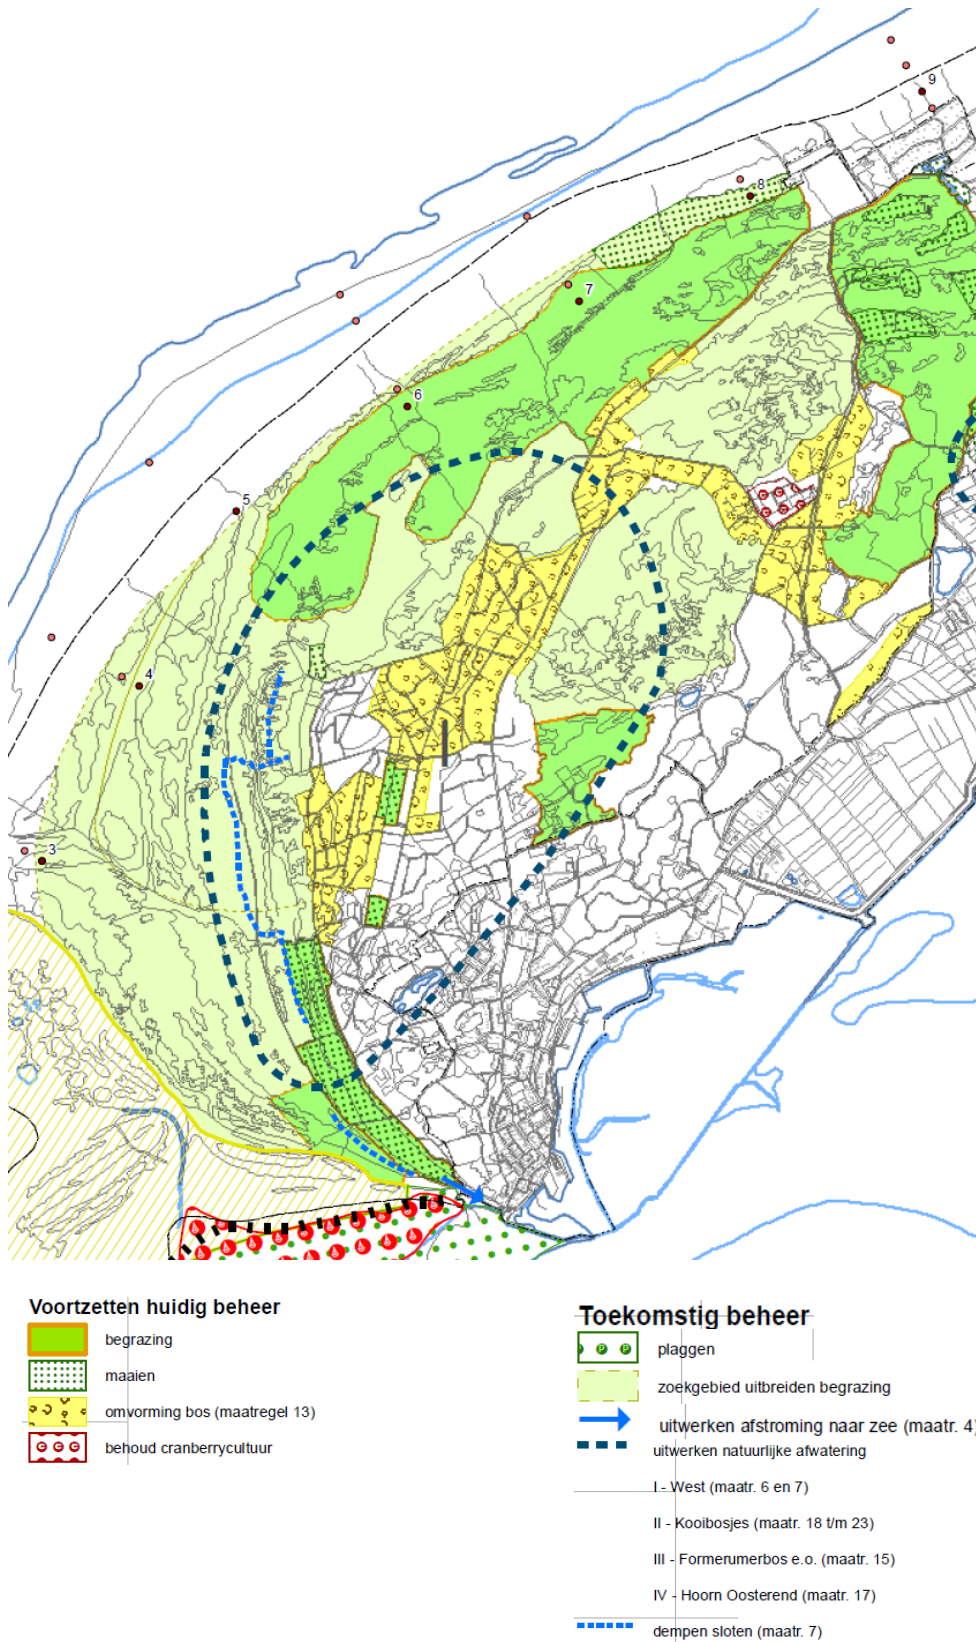 9
8
7
6
5
4
3
I
Voortzetten huidig beheer
begrazing
maaien
omvorming bos (maatregel 13)
behoud cranberrycultuur
Toekomstig beheer
plaggen
zoekgebied uitbreiden begrazing
uitwerken afstroming naar zee (maatr. 4)
uitwerken natuurlijke afwatering
I - West (maatr. 6 en 7)
II - Kooibosjes (maatr. 18 t/m 23)
III - Formerumerbos e.o. (maatr. 15)
IV - Hoorn Oosterend (maatr. 17)
dempen sloten (maatr. 7)